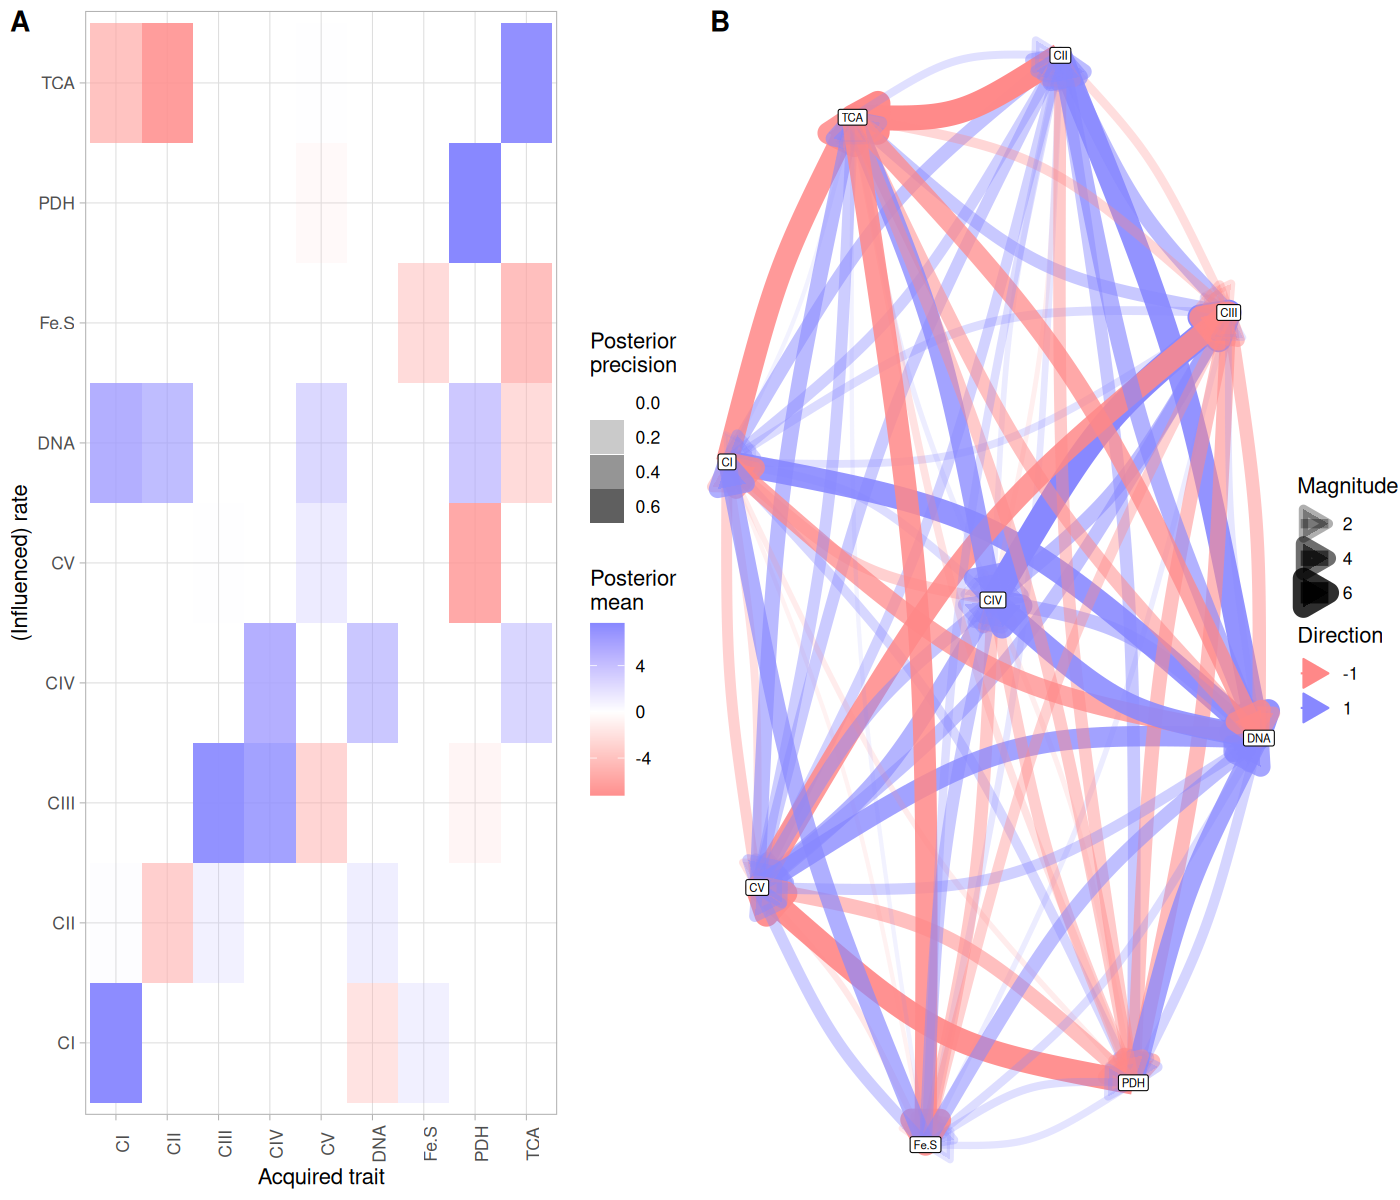 A
TCA
PDH
Fe.S
DNA
CV
CIV
CIII
CII
CI
(Influenced) rate
CI
CII
CIII
CIV
CV
DNA
Fe.S
PDH
TCA
Acquired trait
Posterior
precision
0.0
0.2
0.4
0.6
Posterior
mean
4
0
-4
B
CII
TCA
CIII
CI
CIV
DNA
CV
PDH
Fe.S
Magnitude
2
4
6
Direction
-1
1